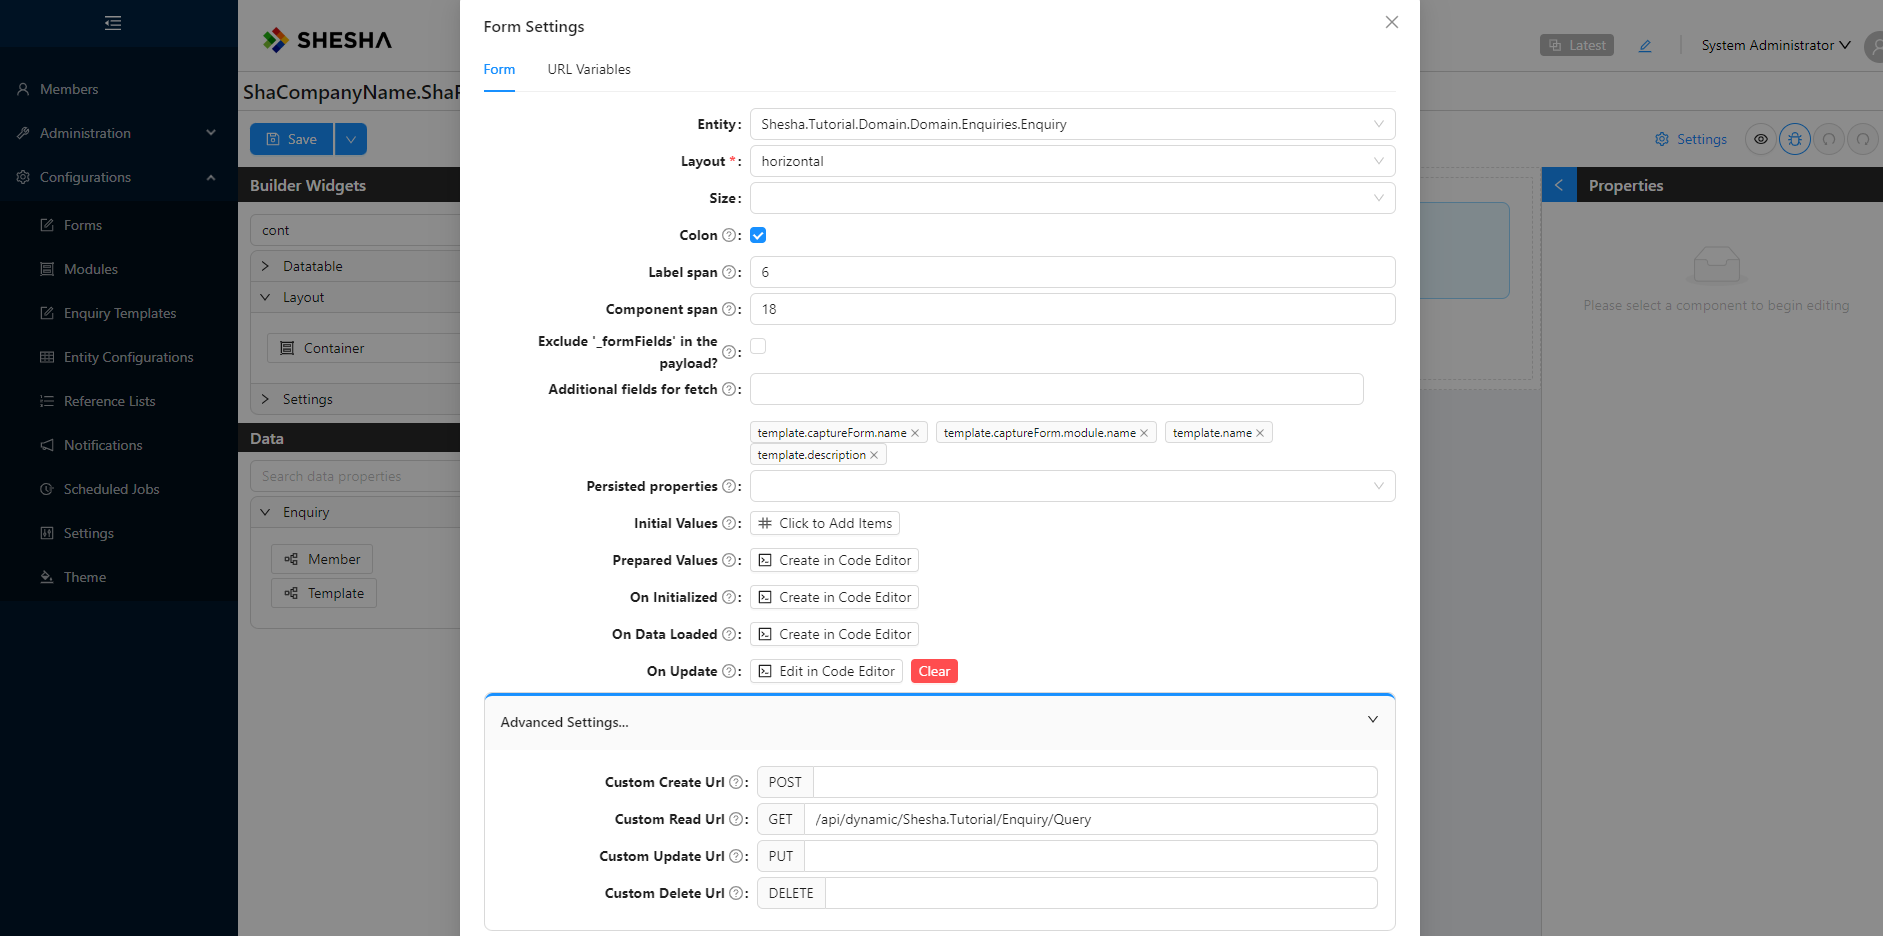 Form Settings
Form
URL Variables
SHESHA
Latest
System Administrator
Members
Administration
Configurations
Forms
Modules
Enquiry Templates
Entity Configurations
Reference Lists
Notifications
Scheduled Jobs
Settings
Theme
ShaCompanyName.ShaP
Save
Settings
Builder Widgets
cont
Datatable
Layout
Container
Settings
Data
Search data properties
Enquiry
Member
Template
Entity: Shesha.Tutorial.Domain.Domain.Enquiries.Enquiry
Layout *: horizontal
Size:
Colon ?:
Label span ?: 6
Component span ?: 18
Exclude '_formFields' in the
payload? ?:
Additional fields for fetch ?:
template.captureForm.name template.captureForm.module.name template.name
template.description
Persisted properties ?:
Initial Values ?: Click to Add Items
Prepared Values ?: Create in Code Editor
On Initialized ?: Create in Code Editor
On Data Loaded ?: Create in Code Editor
On Update ?: Edit in Code Editor Clear
Advanced Settings...
Custom Create Url ?: POST
Custom Read Url ?: GET /api/dynamic/Shesha.Tutorial/Enquiry/Query
Custom Update Url ?: PUT
Custom Delete Url ?: DELETE
Properties
Please select a component to begin editing